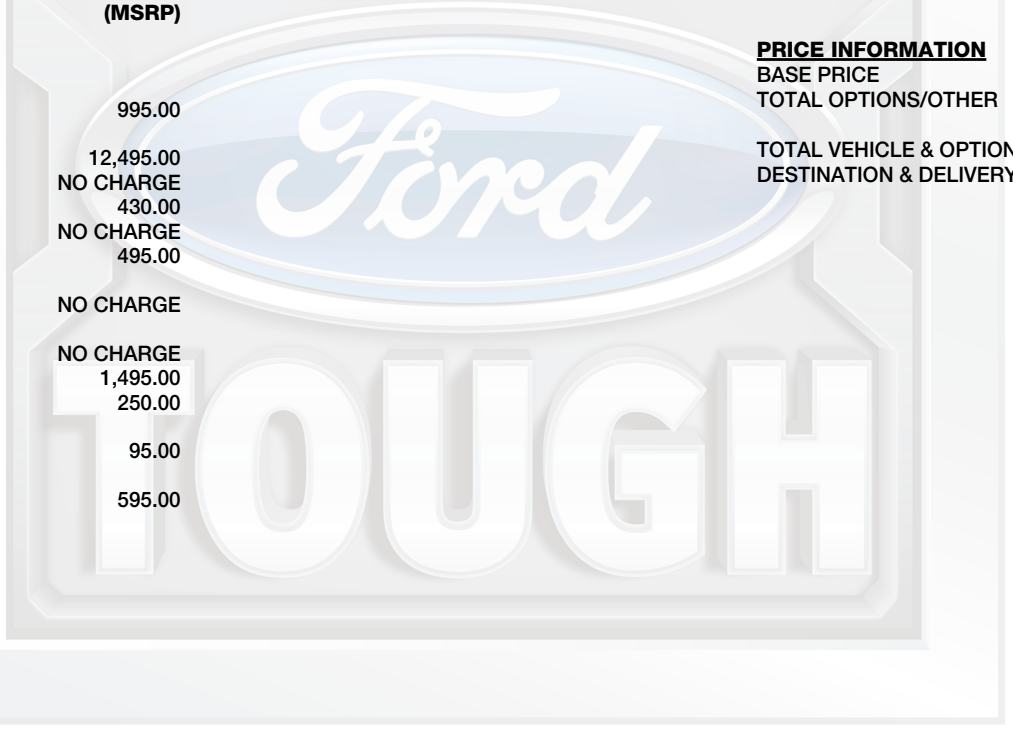 (MSRP)
995.00
12,495.00
NO CHARGE
430.00
NO CHARGE
495.00
NO CHARGE
NO CHARGE
1,495.00
250.00
95.00
595.00
PRICE INFORMATION
BASE PRICE
TOTAL OPTIONS/OTHER
TOTAL VEHICLE & OPTION
DESTINATION & DELIVERY
Ford
TOUGH